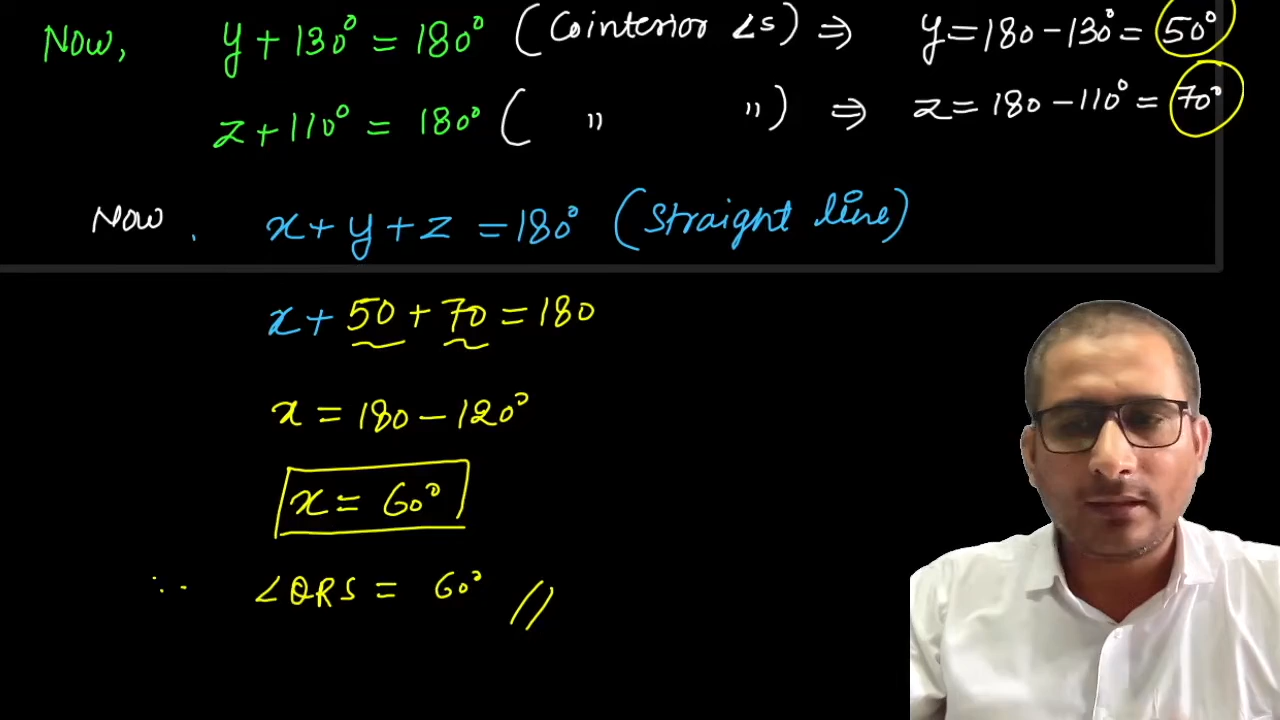 Now, y + 130° = 180° (Cointerior ∠s) ⇒ y = 180 - 130° = 50°
z + 110° = 180° ( " " ) ⇒ z = 180 - 110° = 70°
Now. x + y + z = 180° (straight line)
x + 50 + 70 = 180
x = 180 - 120°
x = 60°
∵ ∠QRS = 60° //